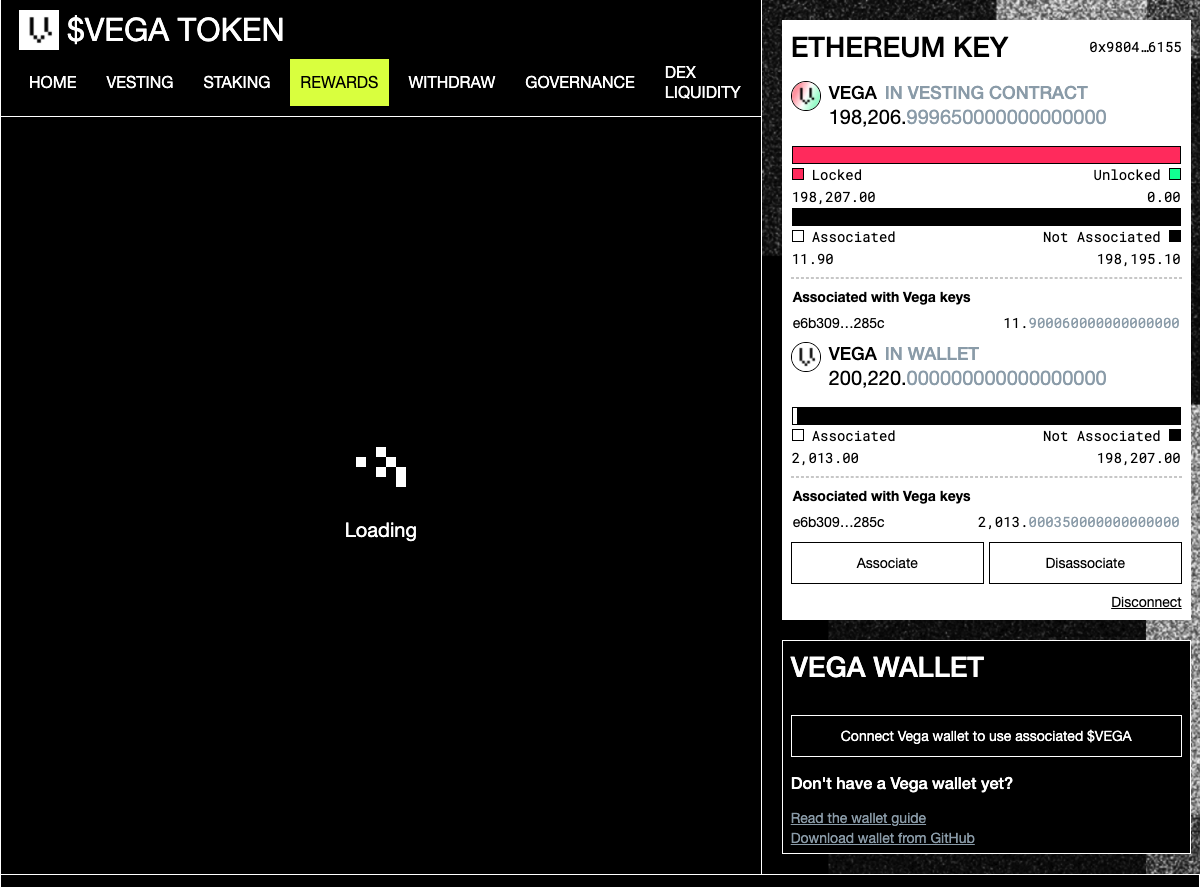 $VEGA TOKEN
HOME VESTING STAKING REWARDS WITHDRAW GOVERNANCE DEX LIQUIDITY
Loading
ETHEREUM KEY 0x9804…6155
VEGA IN VESTING CONTRACT
198,206.999650000000000000
Locked Unlocked
198,207.00 0.00
Associated Not Associated
11.90 198,195.10
Associated with Vega keys
e6b309…285c 11.900060000000000000
VEGA IN WALLET
200,220.000000000000000000
Associated Not Associated
2,013.00 198,207.00
Associated with Vega keys
e6b309…285c 2,013.000350000000000000
Associate Disassociate
Disconnect
VEGA WALLET
Connect Vega wallet to use associated $VEGA
Don't have a Vega wallet yet?
Read the wallet guide
Download wallet from GitHub